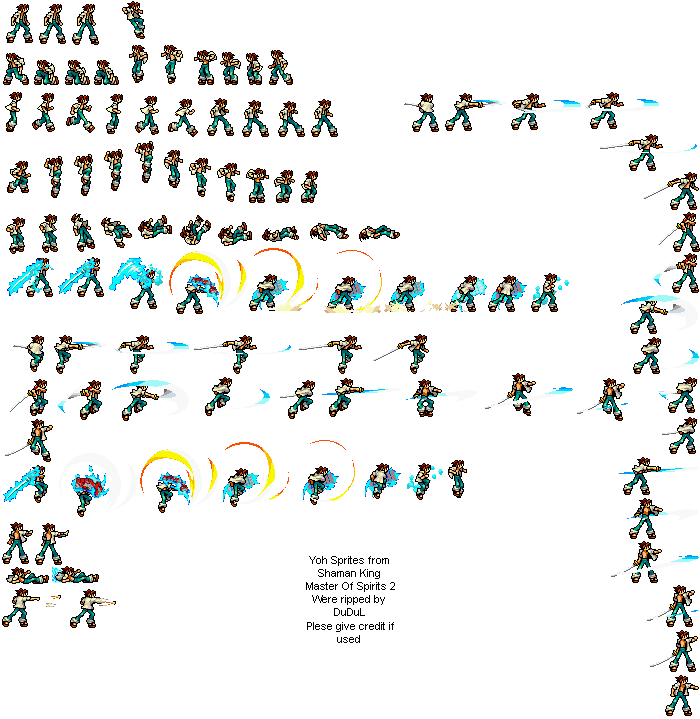 Yoh Sprites from
Shaman King
Master Of Spirits 2
Were ripped by
DuDuL
Plese give credit if
used